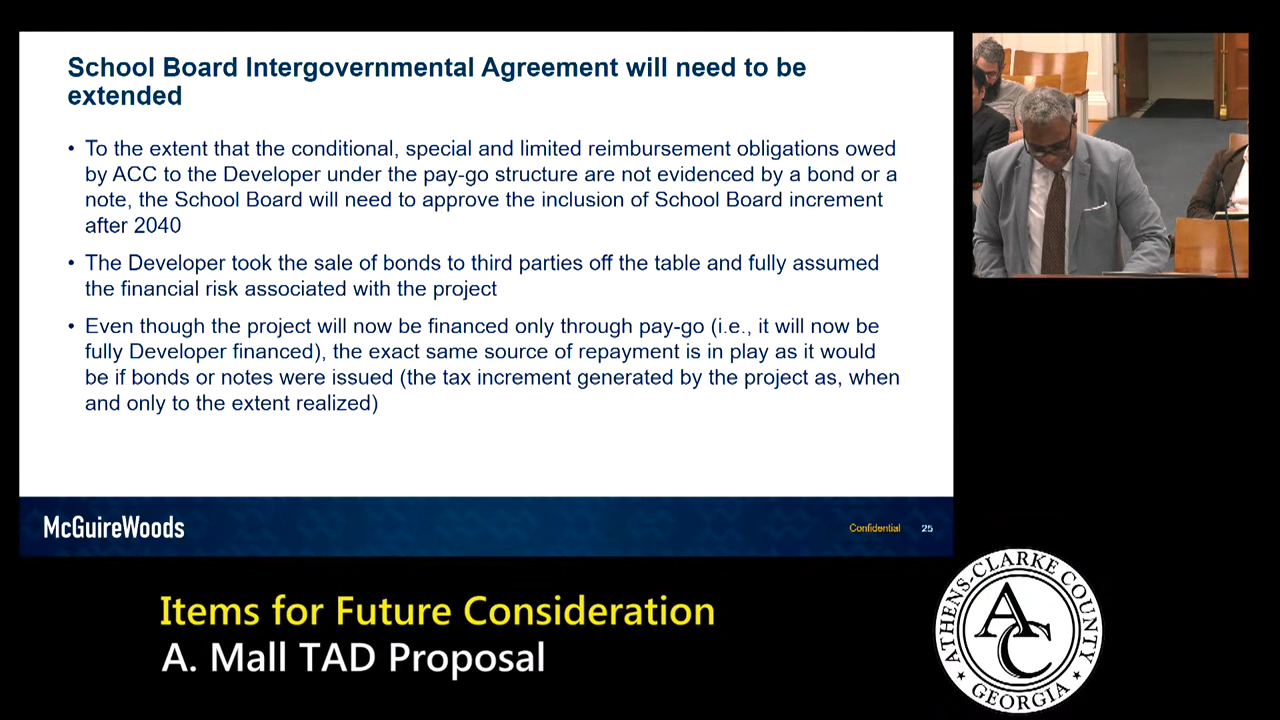 School Board Intergovernmental Agreement will need to be
extended
• To the extent that the conditional, special and limited reimbursement obligations owed
by ACC to the Developer under the pay-go structure are not evidenced by a bond or a
note, the School Board will need to approve the inclusion of School Board increment
after 2040
• The Developer took the sale of bonds to third parties off the table and fully assumed
the financial risk associated with the project
• Even though the project will now be financed only through pay-go (i.e., it will now be
fully Developer financed), the exact same source of repayment is in play as it would
be if bonds or notes were issued (the tax increment generated by the project as, when
and only to the extent realized)
McGuireWoods
Confidential 25
Items for Future Consideration
A. Mall TAD Proposal
ATHENS-CLARKE COUNTY
AC
GEORGIA